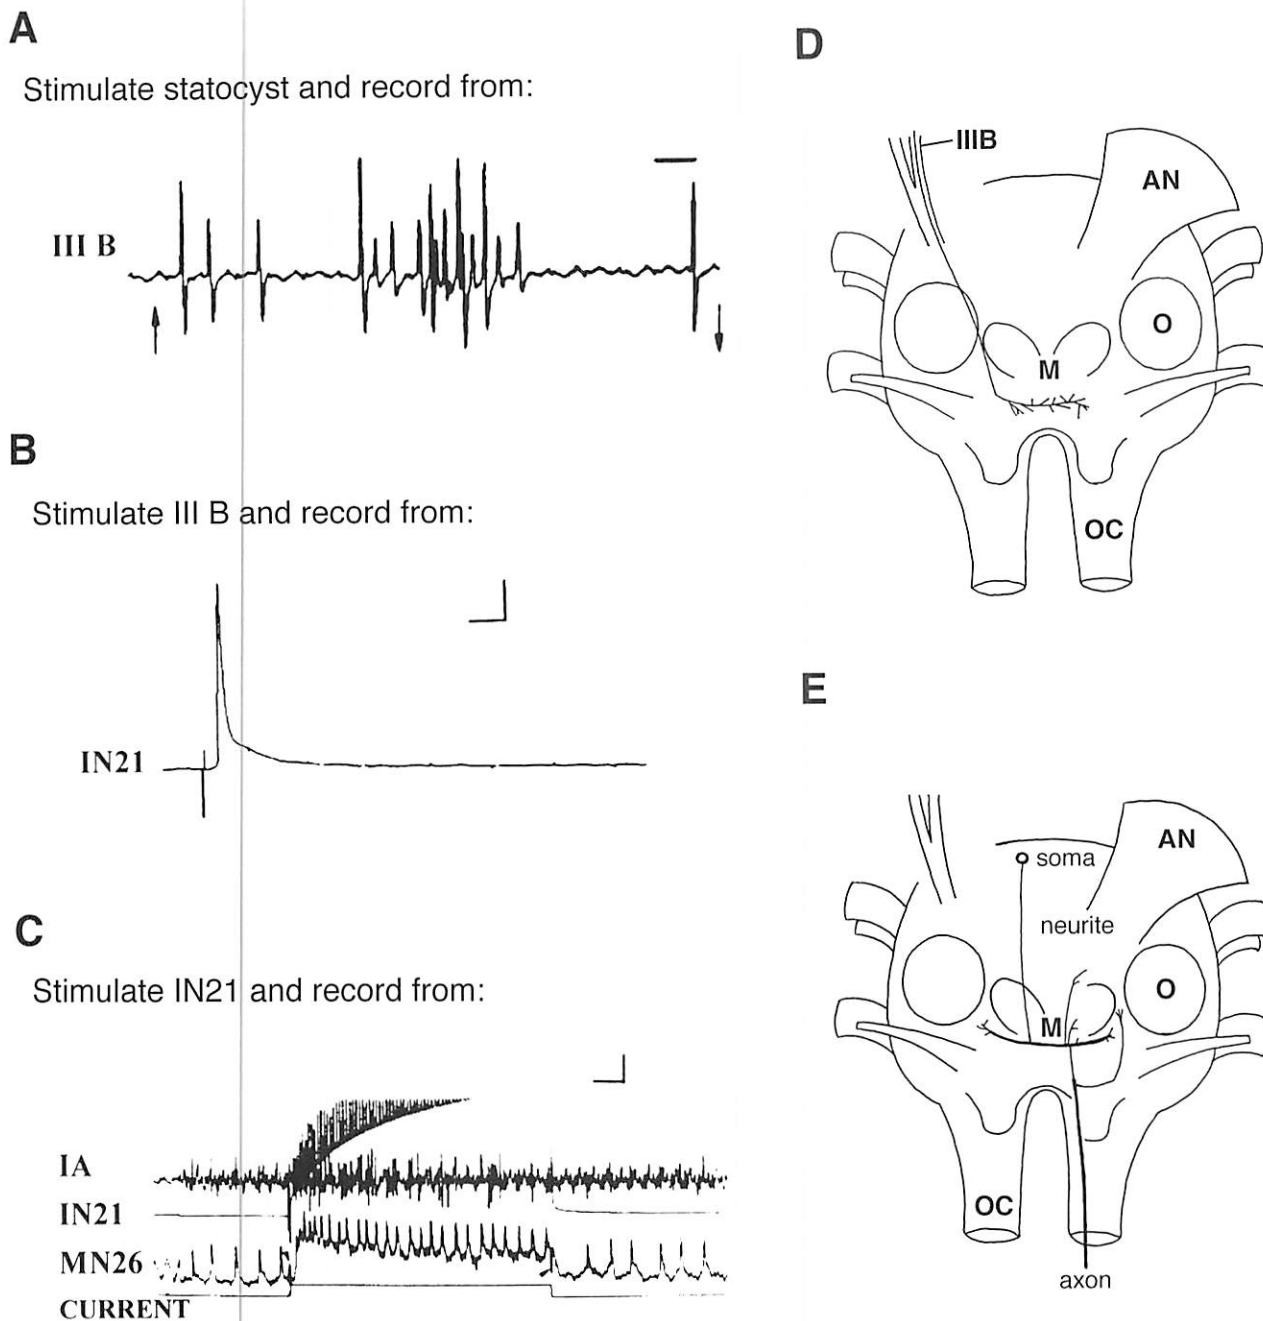 A
Stimulate statocyst and record from:
III B
B
Stimulate III B and record from:
IN21
C
Stimulate IN21 and record from:
IA
IN21
MN26
CURRENT
D
IIIB
AN
O
M
OC
E
AN
soma
neurite
O
M
OC
axon